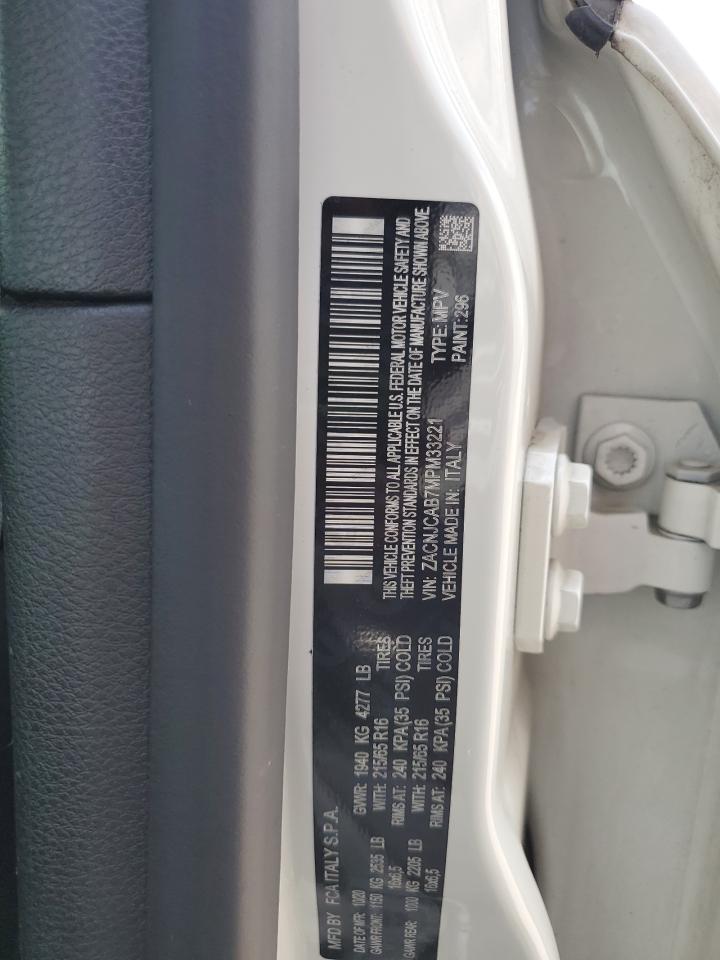 MFD BY FCA ITALY S.P.A.
DATE OF MFR: 10/20 GVWR: 1940 KG 4277 LB
GAWR FRONT: 1150 KG 2535 LB WITH: 215/65 R16 TIRES
16x6,5 RIMS AT: 240 KPA(35 PSI) COLD
GAWR REAR: 1000 KG 2205 LB WITH: 215/65 R16 TIRES
16x6,5 RIMS AT: 240 KPA(35 PSI) COLD
THIS VEHICLE CONFORMS TO ALL APPLICABLE U.S. FEDERAL MOTOR VEHICLE SAFETY AND
THEFT PREVENTION STANDARDS IN EFFECT ON THE DATE OF MANUFACTURE SHOWN ABOVE.
VIN: ZACNJCAB7MPM33221 TYPE: MPV
VEHICLE MADE IN: ITALY PAINT:296